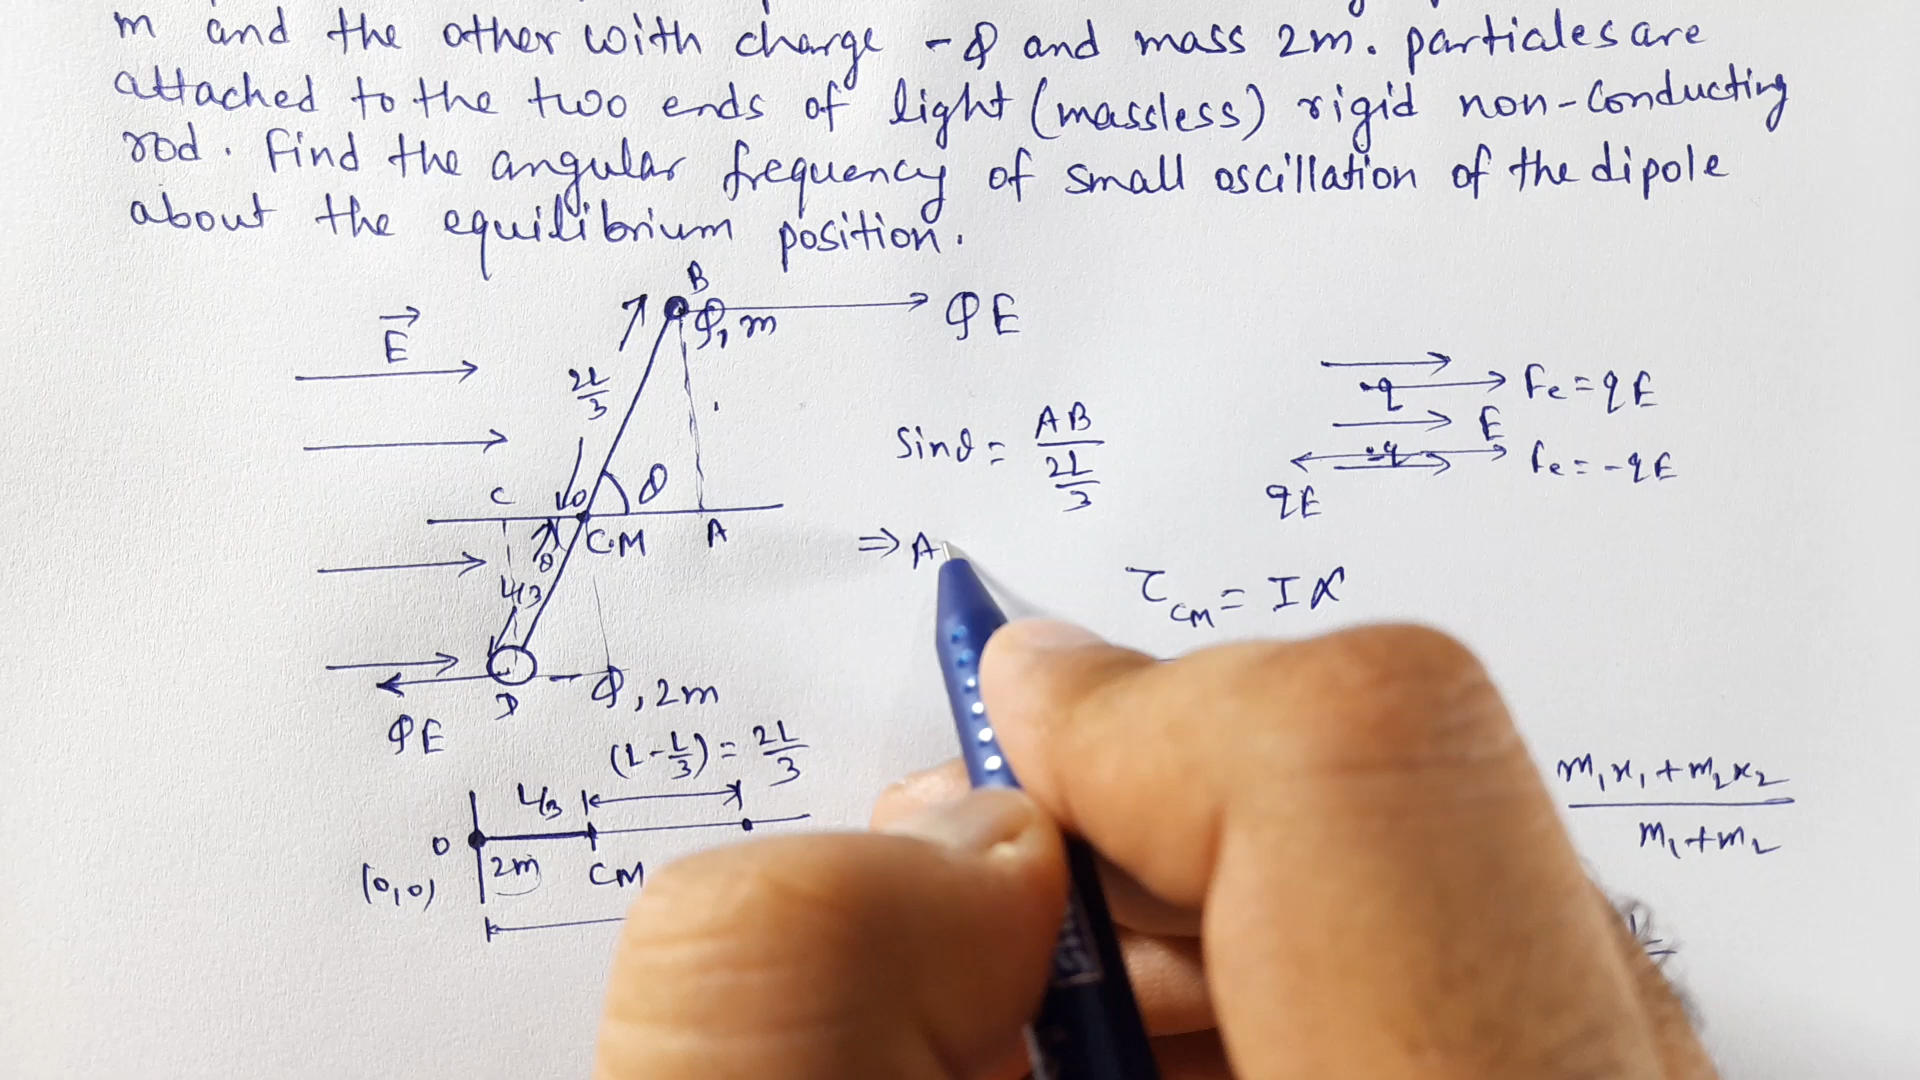 m and the other with charge -Q and mass 2m. particles are
attached to the two ends of light (massless) rigid non-conducting
rod. Find the angular frequency of small oscillation of the dipole
about the equilibrium position.
B
Q, m
QE
E
2L/3
C
θ
C.M
A
θ
L/3
D
-Q, 2m
QE
(L - L/3) = 2L/3
L/3
O
(0,0)
2m
CM
Sinθ = AB / 2L/3
⇒ A
q
Fe = qE
E
-q
Fe = -qE
qE
τCM = Iα
m₁x₁ + m₂x₂
m₁ + m₂